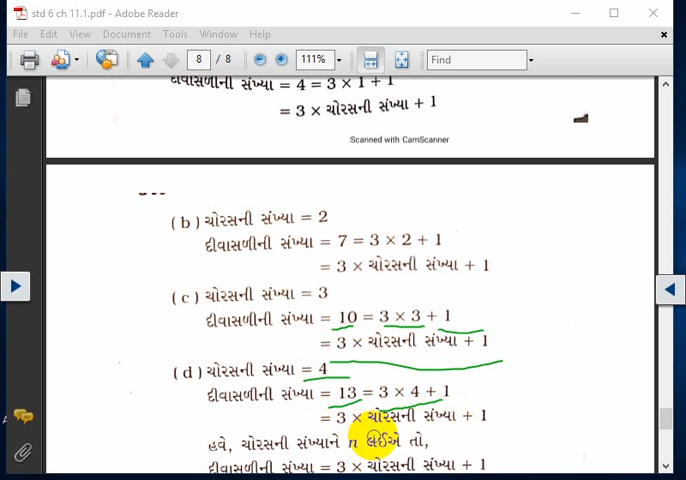 std 6 ch 11.1.pdf - Adobe Reader
File Edit View Document Tools Window Help
8 / 8 111% Find
દીવાસળીની સંખ્યા = 4 = 3 × 1 + 1
= 3 × ચોરસની સંખ્યા + 1
Scanned with CamScanner
( b ) ચોરસની સંખ્યા = 2
દીવાસળીની સંખ્યા = 7 = 3 × 2 + 1
= 3 × ચોરસની સંખ્યા + 1
( c ) ચોરસની સંખ્યા = 3
દીવાસળીની સંખ્યા = 10 = 3 × 3 + 1
= 3 × ચોરસની સંખ્યા + 1
( d ) ચોરસની સંખ્યા = 4
દીવાસળીની સંખ્યા = 13 = 3 × 4 + 1
= 3 × ચોરસની સંખ્યા + 1
હવે, ચોરસની સંખ્યાને n લઈએ તો,
દીવાસળીની સંખ્યા = 3 × ચોરસની સંખ્યા + 1